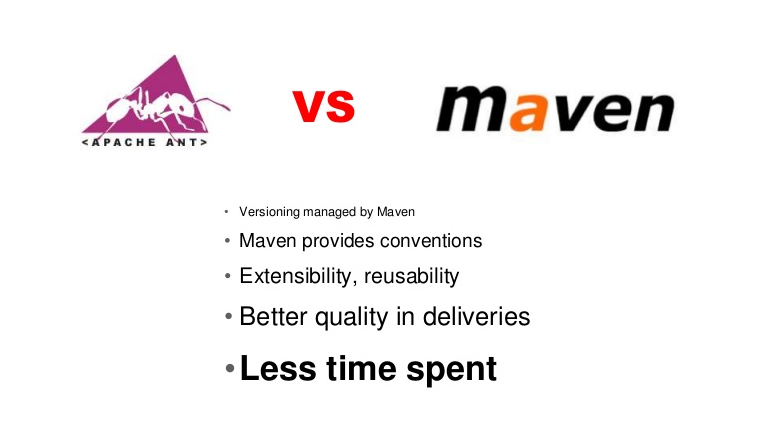 <APACHE ANT>
vs
maven
• Versioning managed by Maven
• Maven provides conventions
• Extensibility, reusability
• Better quality in deliveries
• Less time spent